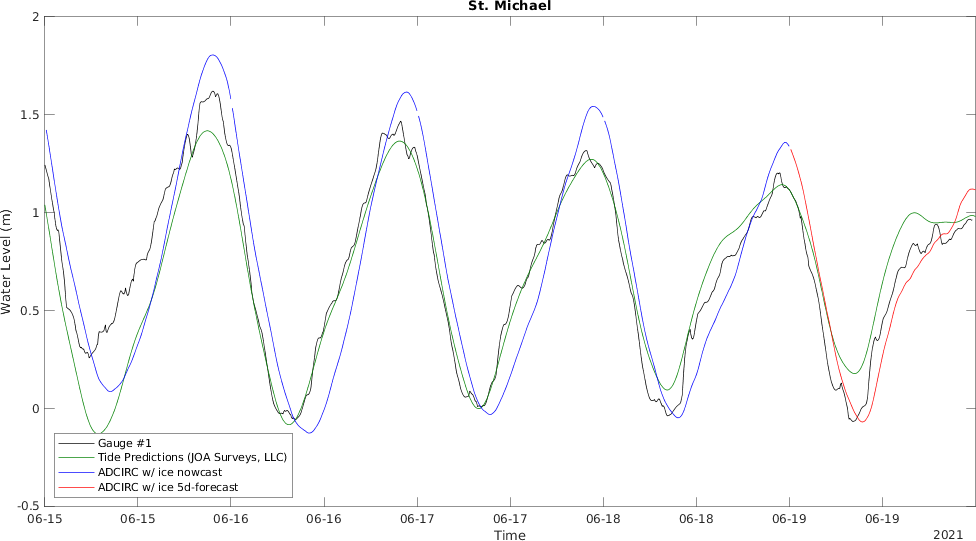 St. Michael
2
1.5
1
0.5
0
-0.5
Water Level (m)
Gauge #1
Tide Predictions (JOA Surveys, LLC)
ADCIRC w/ ice nowcast
ADCIRC w/ ice 5d-forecast
06-15 06-15 06-16 06-16 06-17 06-17 06-18 06-18 06-19 06-19
Time
2021